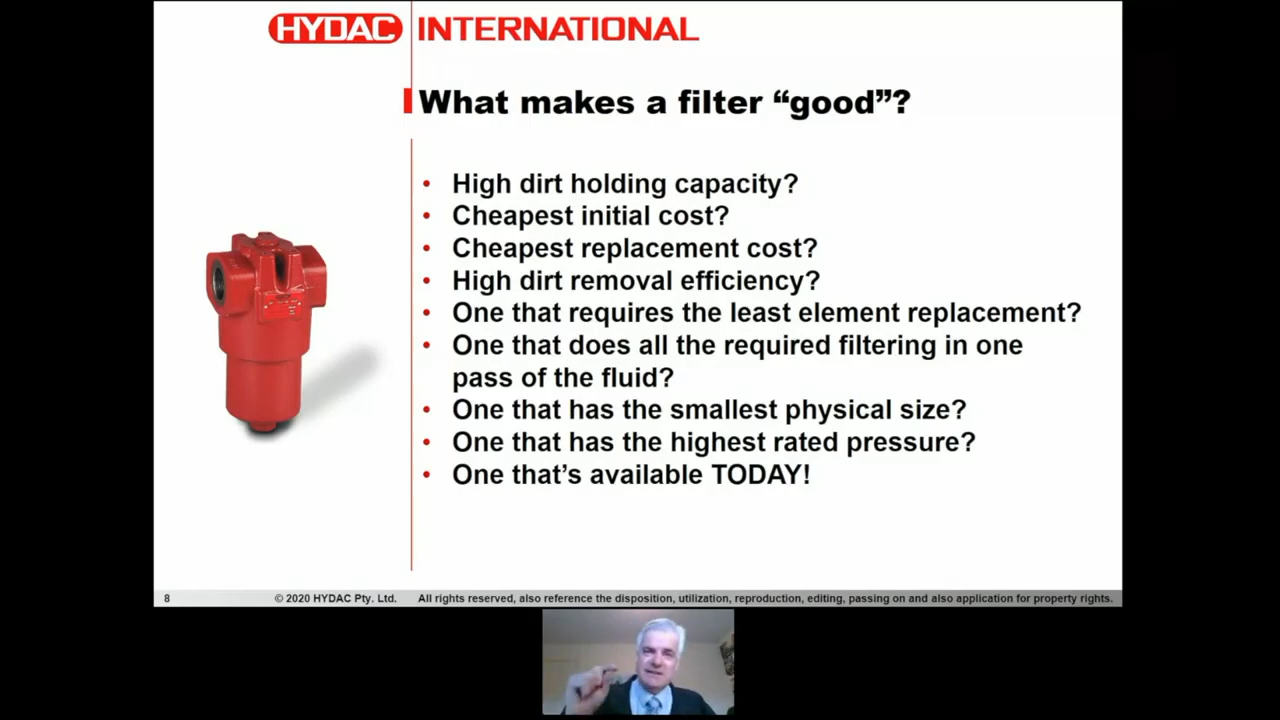 HYDAC INTERNATIONAL
What makes a filter “good”?
• High dirt holding capacity?
• Cheapest initial cost?
• Cheapest replacement cost?
• High dirt removal efficiency?
• One that requires the least element replacement?
• One that does all the required filtering in one
pass of the fluid?
• One that has the smallest physical size?
• One that has the highest rated pressure?
• One that’s available TODAY!
8 © 2020 HYDAC Pty. Ltd. All rights reserved, also reference the disposition, utilization, reproduction, editing, passing on and also application for property rights.